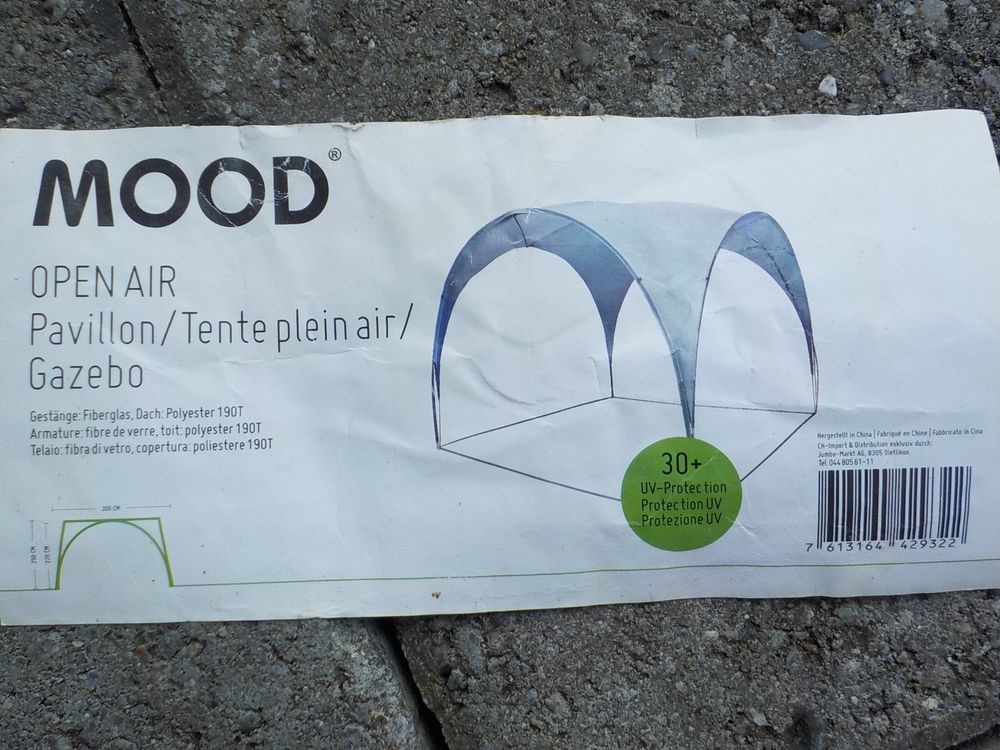 MOOD®
OPEN AIR
Pavillon/Tente plein air/
Gazebo
Gestänge: Fiberglas, Dach: Polyester 190T
Armature: fibre de verre, toit: polyester 190T
Telaio: fibra di vetro, copertura: poliestere 190T
300 CM
250 CM
220 CM
30+
UV-Protection
Protection UV
Protezione UV
Hergestellt in China | Fabriqué en Chine | Fabbricato in Cina
CH-Import & Distribution exklusiv durch:
Jumbo-Markt AG, 8305 Dietlikon
Tel. 044 805 61-11
7 613164 429322